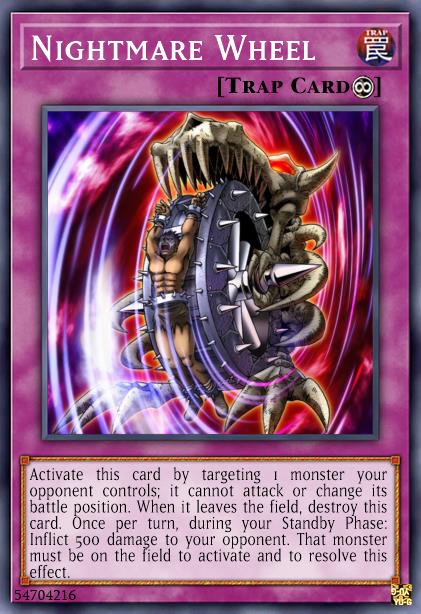 Nightmare Wheel
TRAP
罠
[Trap Card]
Activate this card by targeting 1 monster your
opponent controls; it cannot attack or change its
battle position. When it leaves the field, destroy this
card. Once per turn, during your Standby Phase:
Inflict 500 damage to your opponent. That monster
must be on the field to activate and to resolve this
effect.
54704216